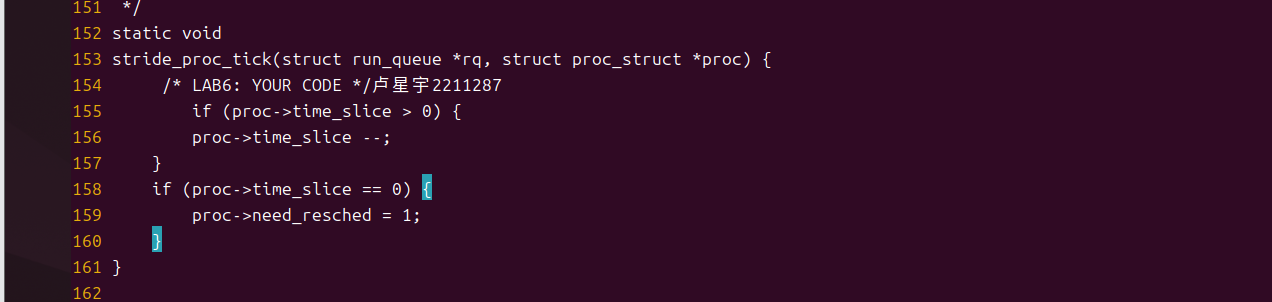 151  */
152 static void
153 stride_proc_tick(struct run_queue *rq, struct proc_struct *proc) {
154      /* LAB6: YOUR CODE */卢星宇2211287
155         if (proc->time_slice > 0) {
156         proc->time_slice --;
157     }
158     if (proc->time_slice == 0) {
159         proc->need_resched = 1;
160     }
161 }
162